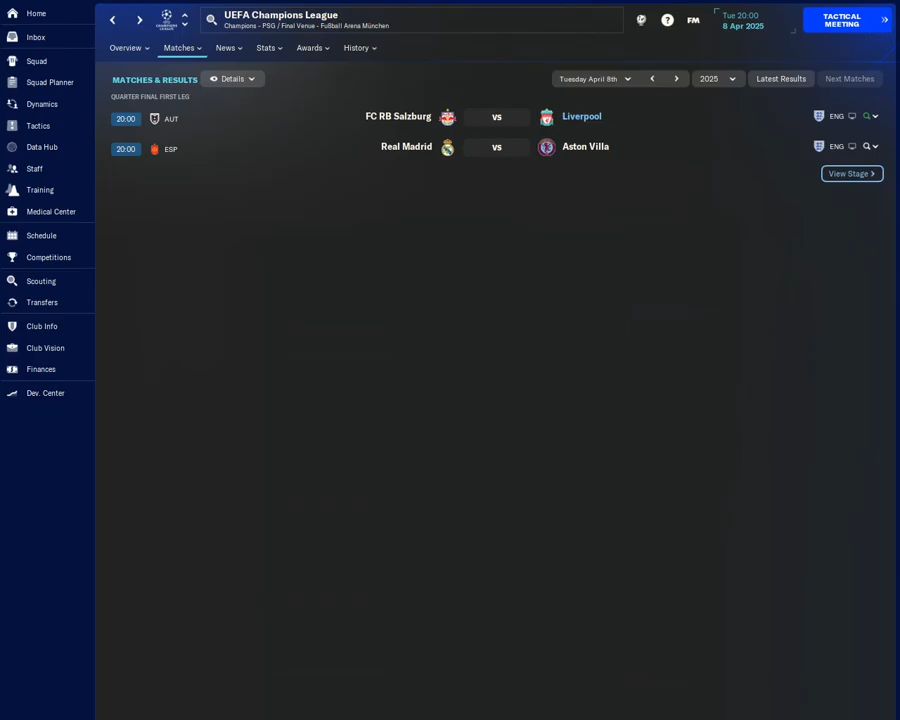 Home
Inbox
Squad
Squad Planner
Dynamics
Tactics
Data Hub
Staff
Training
Medical Center
Schedule
Competitions
Scouting
Transfers
Club Info
Club Vision
Finances
Dev. Center
UEFA Champions League
Champions - PSG / Final Venue - Fußball Arena München
? FM
Tue 20:00
8 Apr 2025
TACTICAL MEETING
Overview Matches News Stats Awards History
MATCHES & RESULTS Details Tuesday April 8th 2025 Latest Results Next Matches
QUARTER FINAL FIRST LEG
20:00 AUT FC RB Salzburg vs Liverpool ENG
20:00 ESP Real Madrid vs Aston Villa ENG
View Stage